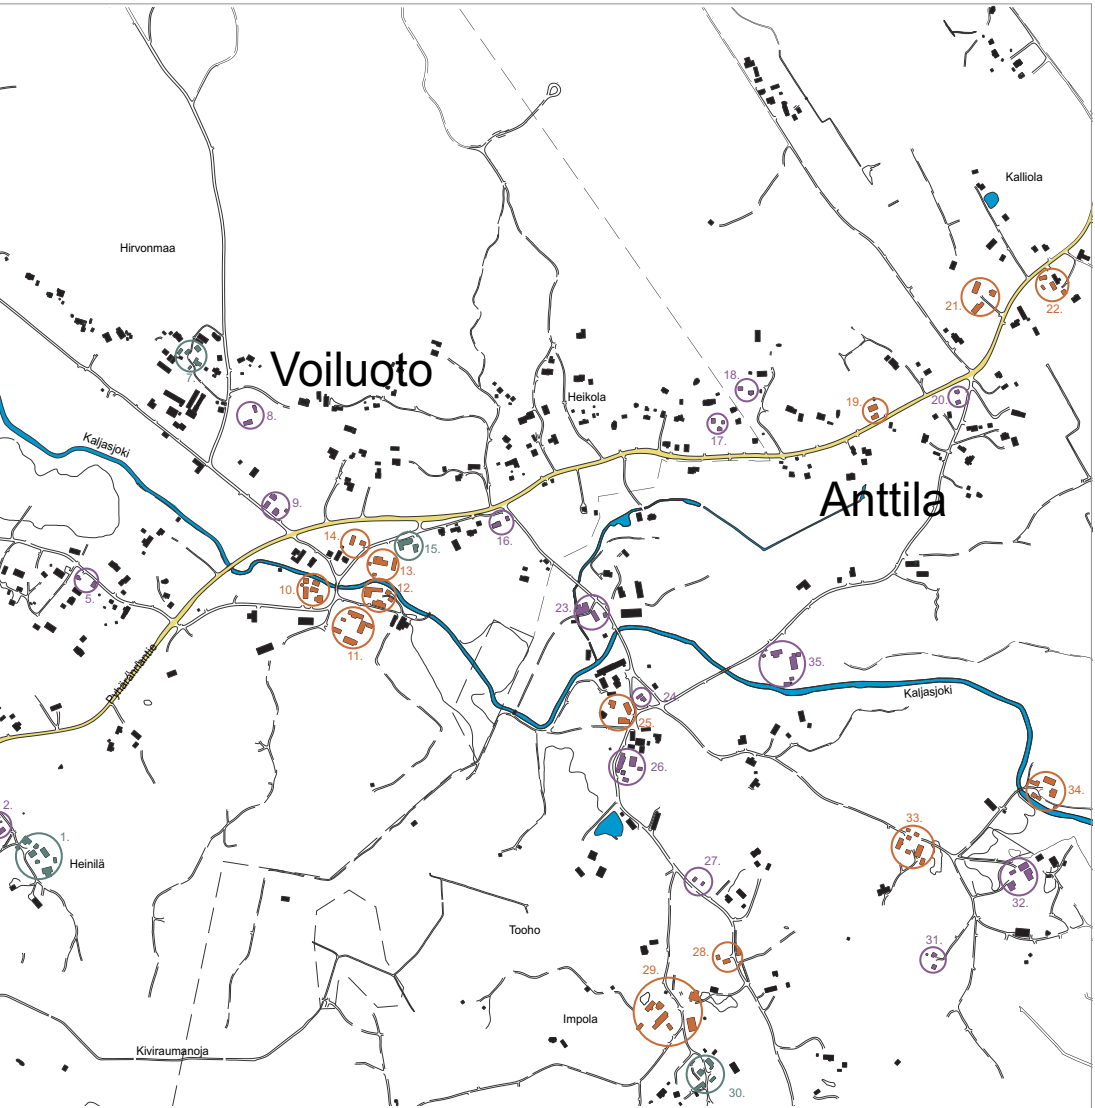 Kalliola
Hirvonmaa
21.
22.
7.
Voiluoto
18.
Heikola
19.
20.
8.
17.
Kaljasjoki
Anttila
9.
14.
15.
16.
13.
5.
10.
12.
23.
11.
35.
Pyhärannantie
24.
Kaljasjoki
25.
26.
34.
2.
33.
1.
Heinilä
27.
32.
Tooho
31.
28.
29.
Impola
Kiviraumanoja
30.